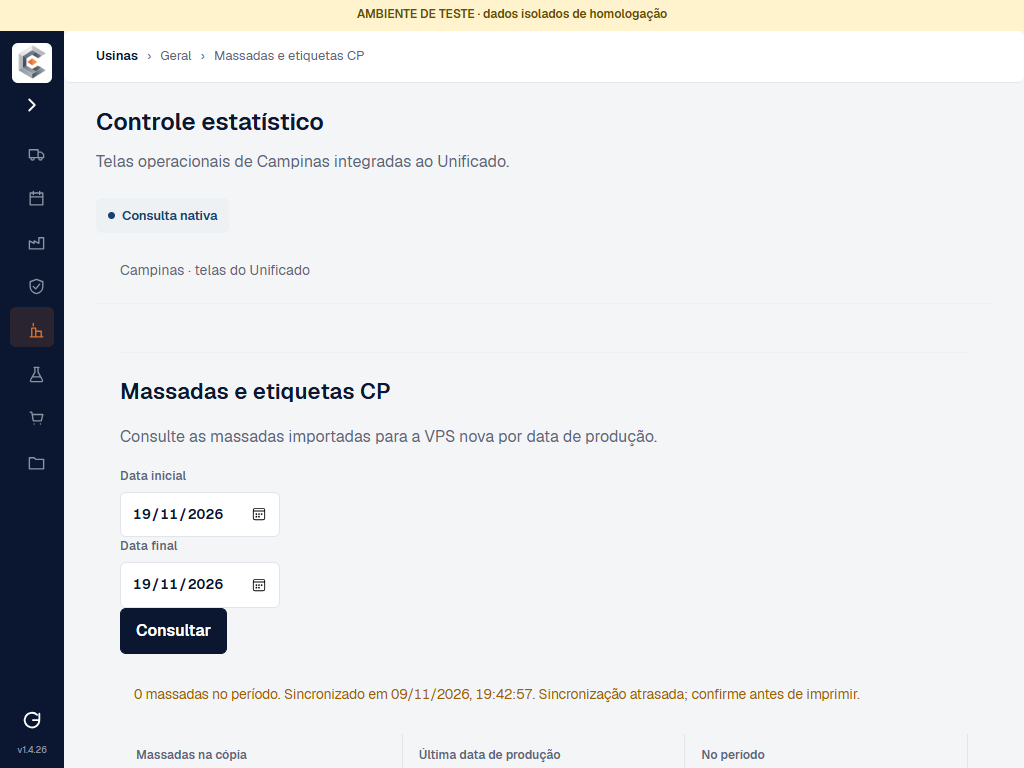 AMBIENTE DE TESTE · dados isolados de homologação
Usinas › Geral › Massadas e etiquetas CP
Controle estatístico
Telas operacionais de Campinas integradas ao Unificado.
Consulta nativa
Campinas · telas do Unificado
Massadas e etiquetas CP
Consulte as massadas importadas para a VPS nova por data de produção.
Data inicial
19/11/2026
Data final
19/11/2026
Consultar
0 massadas no período. Sincronizado em 09/11/2026, 19:42:57. Sincronização atrasada; confirme antes de imprimir.
Massadas na cópia Última data de produção No período
v1.4.26